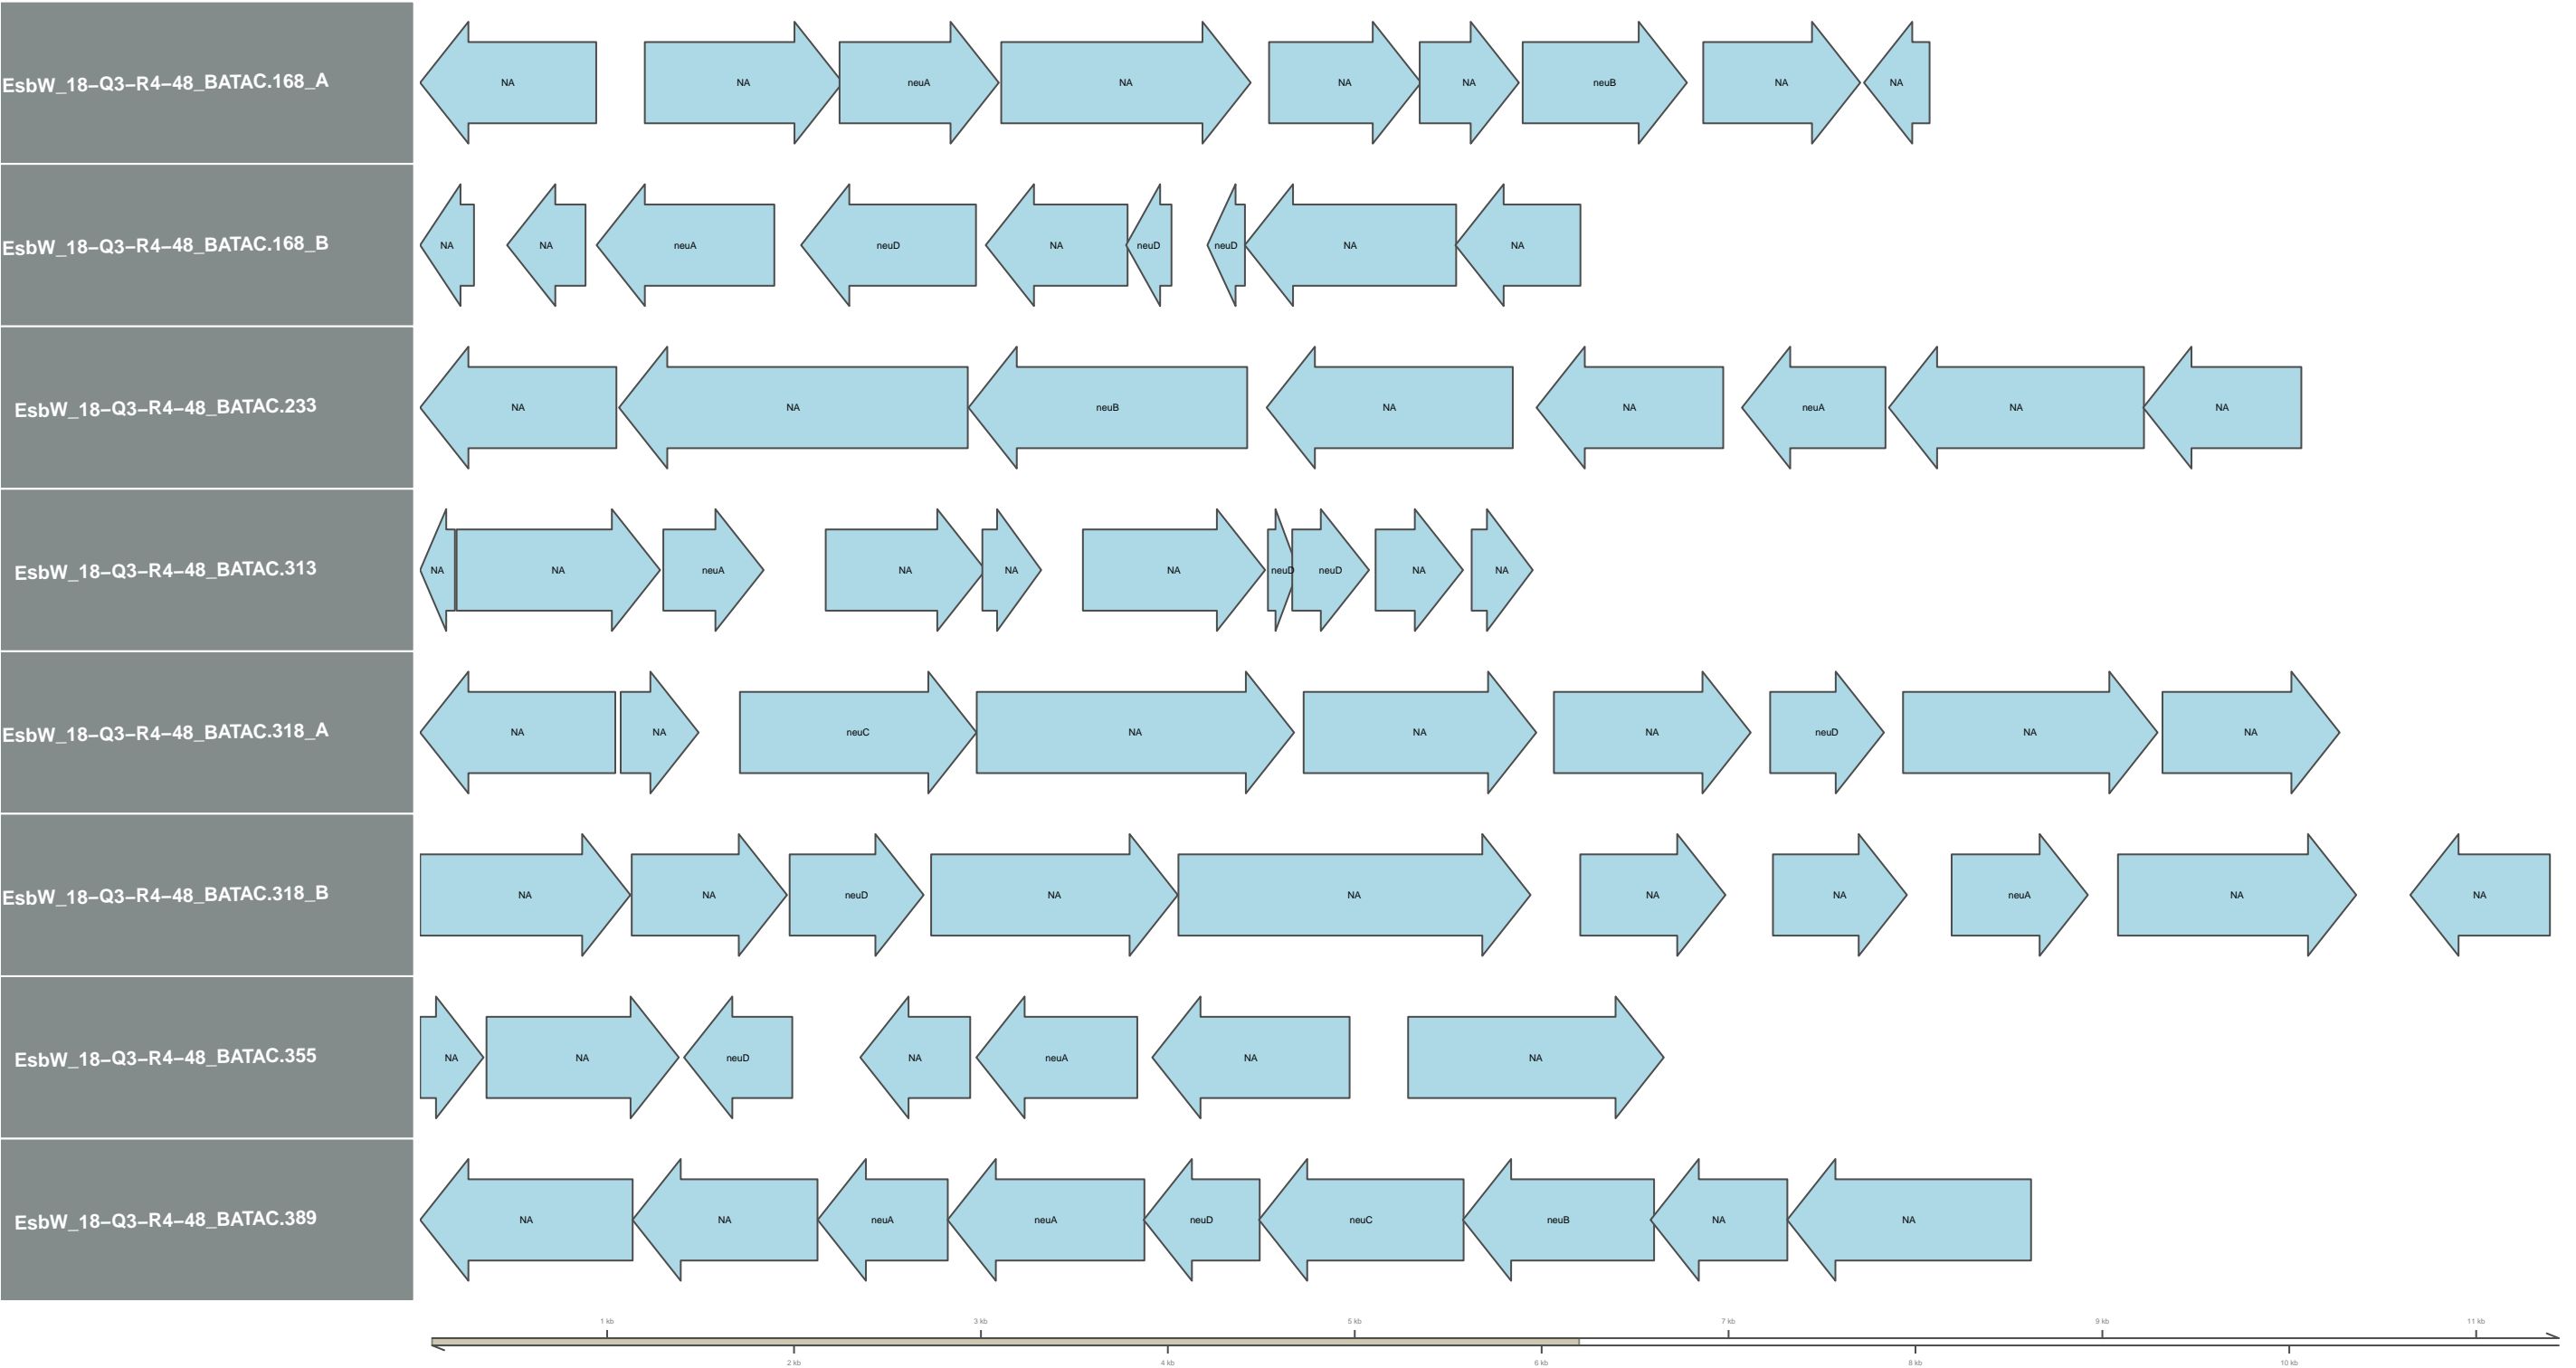 EsbW_18−Q3−R4−48_BATAC.168_A NA NA neuA NA NA NA neuB NA NA
EsbW_18−Q3−R4−48_BATAC.168_B NA NA neuA neuD NA neuD neuD NA NA
EsbW_18−Q3−R4−48_BATAC.233 NA NA neuB NA NA neuA NA NA
EsbW_18−Q3−R4−48_BATAC.313 NA NA neuA NA NA NA neuD neuD NA NA
EsbW_18−Q3−R4−48_BATAC.318_A NA NA neuC NA NA NA neuD NA NA
EsbW_18−Q3−R4−48_BATAC.318_B NA NA neuD NA NA NA NA neuA NA NA
EsbW_18−Q3−R4−48_BATAC.355 NA NA neuD NA neuA NA NA
EsbW_18−Q3−R4−48_BATAC.389 NA NA neuA neuA neuD neuC neuB NA NA
1 kb 3 kb 5 kb 7 kb 9 kb 11 kb
2 kb 4 kb 6 kb 8 kb 10 kb